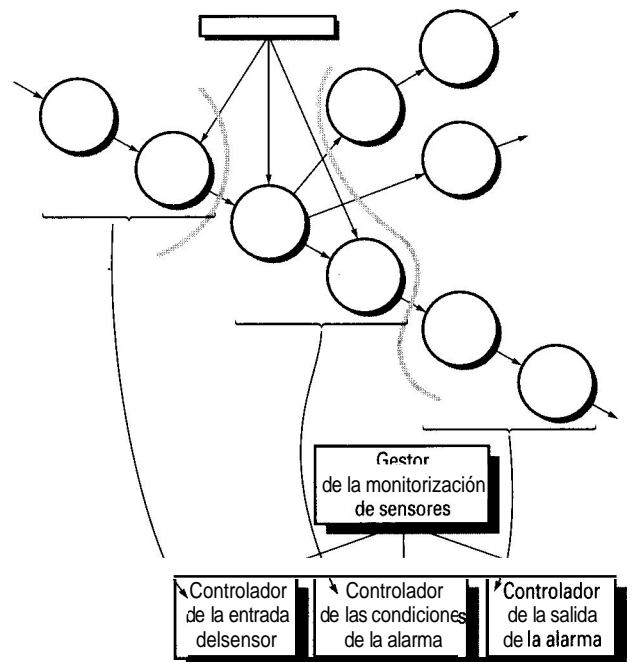 Gestor
de la monitorización
de sensores
Controlador
de la entrada
delsensor
Controlador
de las condiciones
de la alarma
Controlador
de la salida
de la alarma